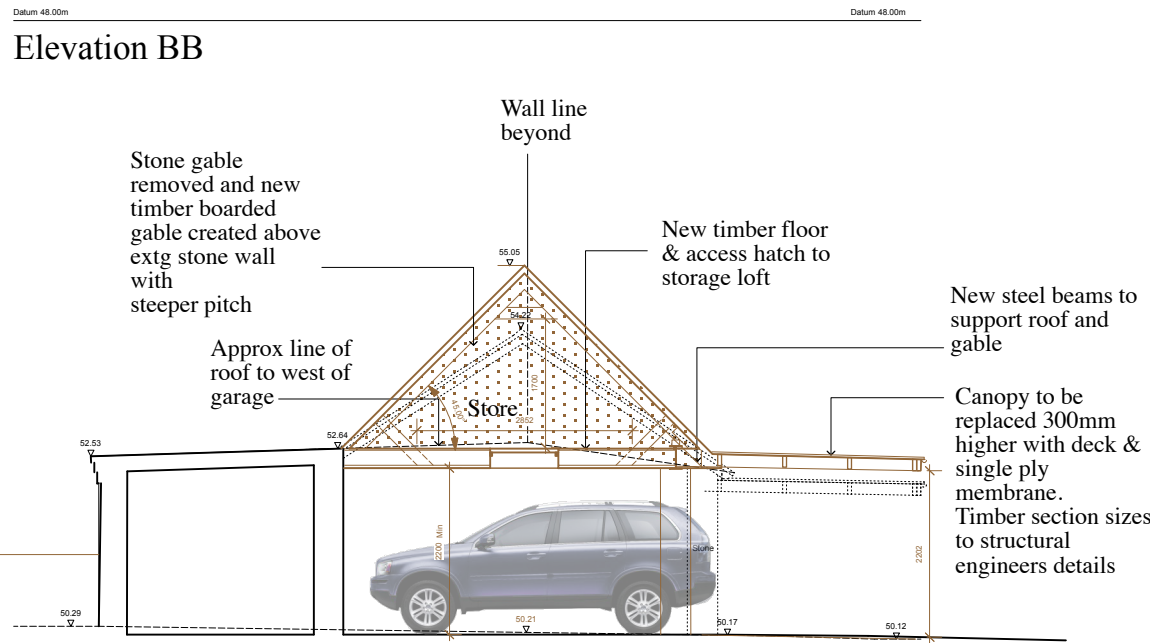 Datum 48.00m
Datum 48.00m
Elevation BB
Wall line
beyond
Stone gable
removed and new
timber boarded
gable created above
extg stone wall
with
steeper pitch
New timber floor
& access hatch to
storage loft
55.05
New steel beams to
support roof and
gable
54.22
Approx line of
roof to west of
garage
1700
45.00°
Store
2852
Canopy to be
replaced 300mm
higher with deck &
single ply
membrane.
Timber section sizes
to structural
engineers details
52.53
52.64
2200 Min
Stone
2202
50.29
50.21
50.17
50.12